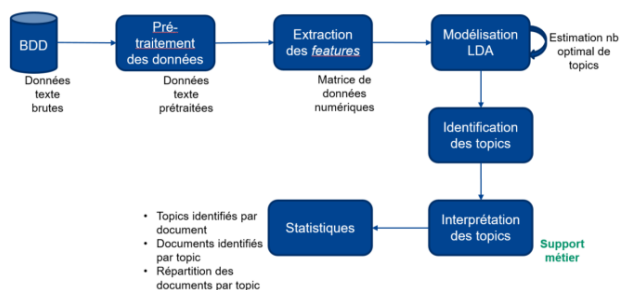 BDD
Données
texte
brutes
Pré-
traitement
des données
Données
texte
prétraitées
Extraction
des features
Matrice de
données
numériques
Modélisation
LDA
Estimation nb
optimal de
topics
Identification
des topics
Interprétation
des topics
Support
métier
Statistiques
• Topics identifiés par
document
• Documents identifiés
par topic
• Répartition des
documents par topic